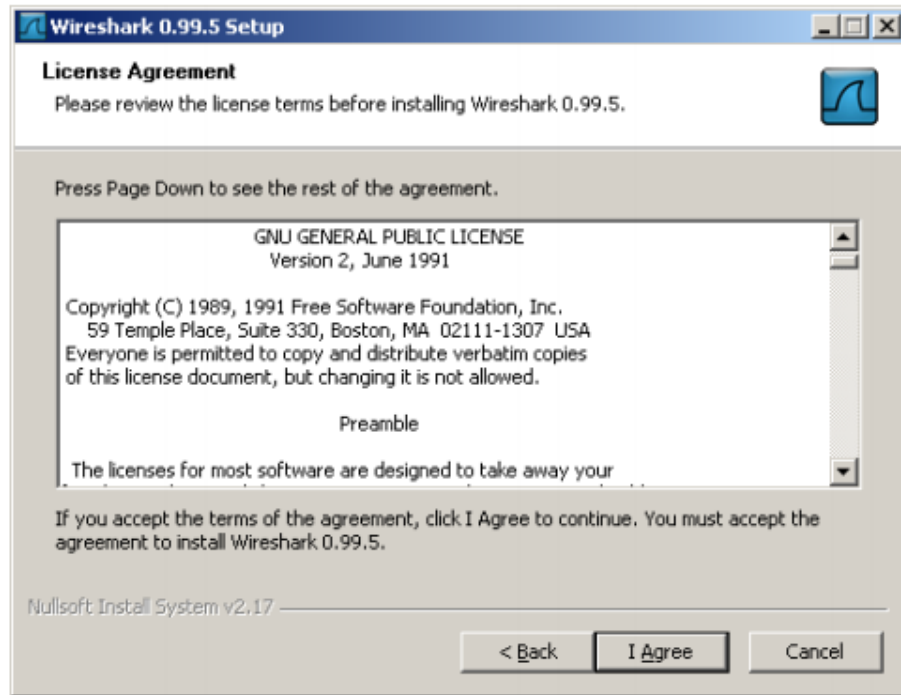 Wireshark 0.99.5 Setup
License Agreement
Please review the license terms before installing Wireshark 0.99.5.
Press Page Down to see the rest of the agreement.
GNU GENERAL PUBLIC LICENSE
Version 2, June 1991
Copyright (C) 1989, 1991 Free Software Foundation, Inc.
59 Temple Place, Suite 330, Boston, MA 02111-1307 USA
Everyone is permitted to copy and distribute verbatim copies
of this license document, but changing it is not allowed.
Preamble
The licenses for most software are designed to take away your
If you accept the terms of the agreement, click I Agree to continue. You must accept the
agreement to install Wireshark 0.99.5.
Nullsoft Install System v2.17
< Back
I Agree
Cancel